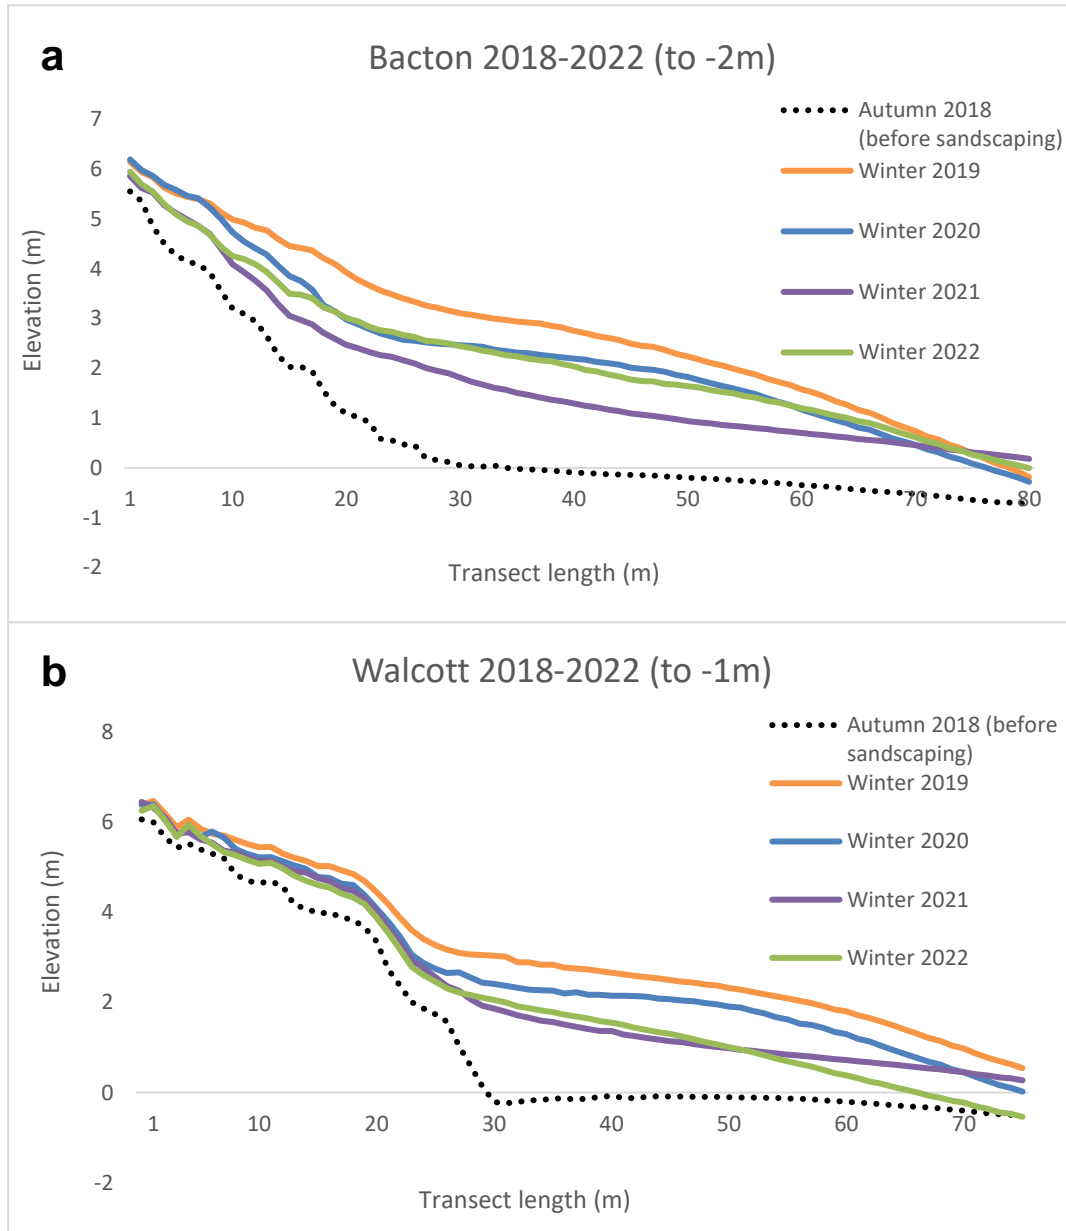 a
Bacton 2018-2022 (to -2m)
Autumn 2018
(before sandscaping)
Winter 2019
Winter 2020
Winter 2021
Winter 2022
Elevation (m)
7
6
5
4
3
2
1
0
-1
-2
1 10 20 30 40 50 60 70 80
Transect length (m)
b
Walcott 2018-2022 (to -1m)
Autumn 2018 (before
sandscaping)
Winter 2019
Winter 2020
Winter 2021
Winter 2022
Elevation (m)
8
6
4
2
0
-2
1 10 20 30 40 50 60 70
Transect length (m)